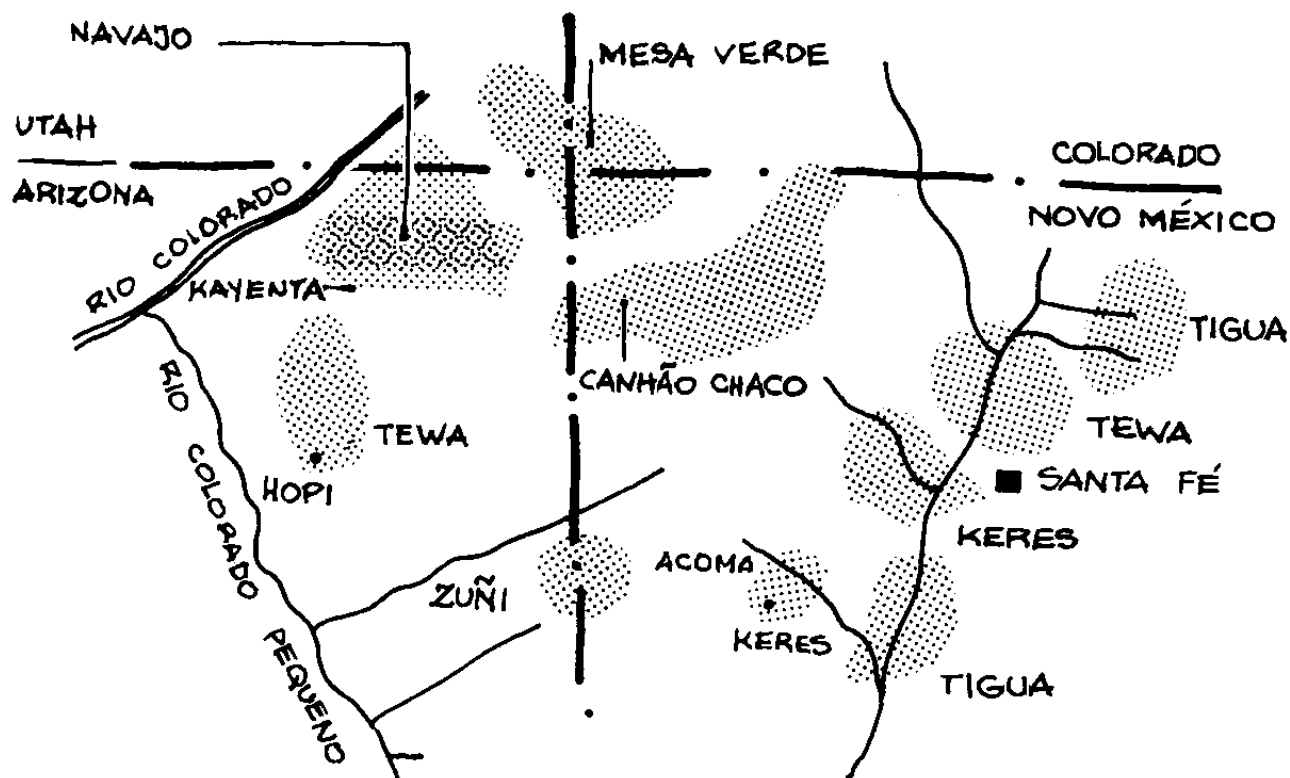 NAVAJO
MESA VERDE
UTAH
ARIZONA
COLORADO
NOVO MÉXICO
RIO COLORADO
KAYENTA
TIGUA
CANHÃO CHACO
RIO COLORADO PEQUENO
TEWA
TEWA
HOPI
SANTA FÉ
KERES
ZUÑI
ACOMA
KERES
TIGUA